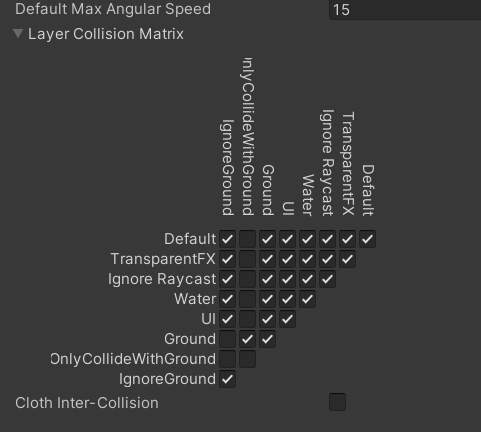 Default Max Angular Speed 15
Layer Collision Matrix
IgnoreGround
nlyCollideWithGround
Ground
UI
Water
Ignore Raycast
TransparentFX
Default
Default
TransparentFX
Ignore Raycast
Water
UI
Ground
OnlyCollideWithGround
IgnoreGround
Cloth Inter-Collision